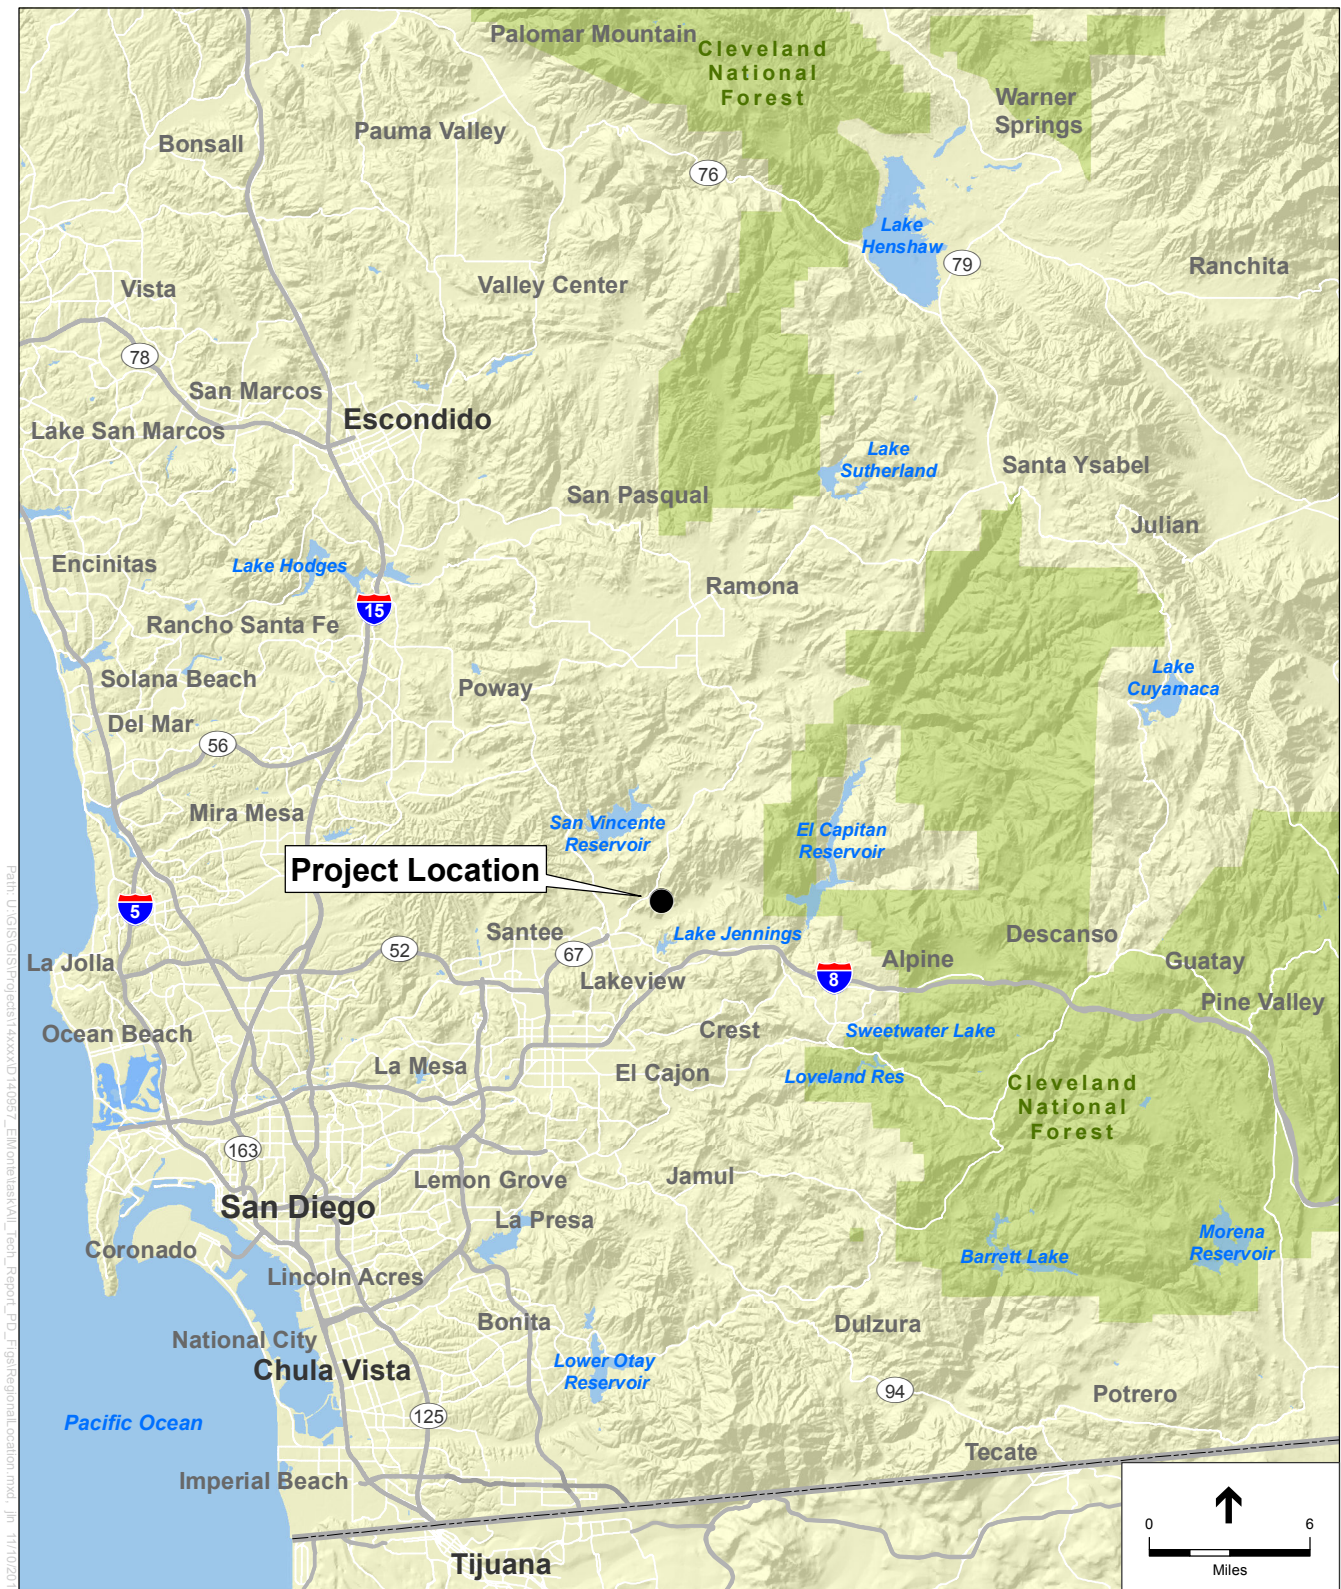 Palomar Mountain
Cleveland
National
Forest
Warner
Springs
Bonsall
Pauma Valley
76
Lake
Henshaw
79
Ranchita
Vista
Valley Center
78
San Marcos
Escondido
Lake San Marcos
Lake
Sutherland
Santa Ysabel
San Pasqual
Julian
Encinitas
Lake Hodges
Ramona
15
Rancho Santa Fe
Solana Beach
Poway
Lake
Cuyamaca
Del Mar
56
Mira Mesa
San Vincente
Reservoir
El Capitan
Reservoir
Project Location
5
Santee
Lake Jennings
Descanso
52
67
La Jolla
Lakeview
8
Alpine
Guatay
Pine Valley
Ocean Beach
Crest
Sweetwater Lake
La Mesa
El Cajon
Loveland Res
Cleveland
National
Forest
163
Lemon Grove
Jamul
San Diego
La Presa
Coronado
Barrett Lake
Morena
Reservoir
Lincoln Acres
National City
Bonita
Dulzura
Chula Vista
Lower Otay
Reservoir
94
Potrero
125
Pacific Ocean
Tecate
Imperial Beach
Tijuana
0 6
Miles